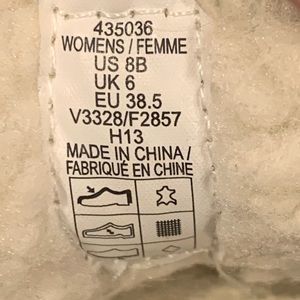 435036
WOMENS / FEMME
US 8B
UK 6
EU 38.5
V3328/F2857
H13
MADE IN CHINA /
FABRIQUÉ EN CHINE